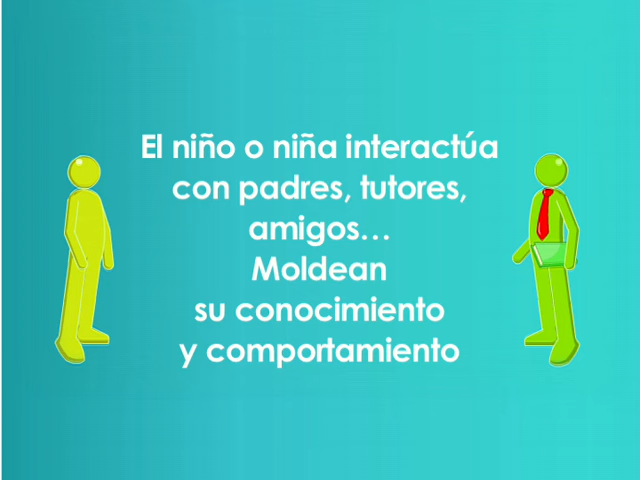 El niño o niña interactúa
con padres, tutores,
amigos...
Moldean
su conocimiento
y comportamiento